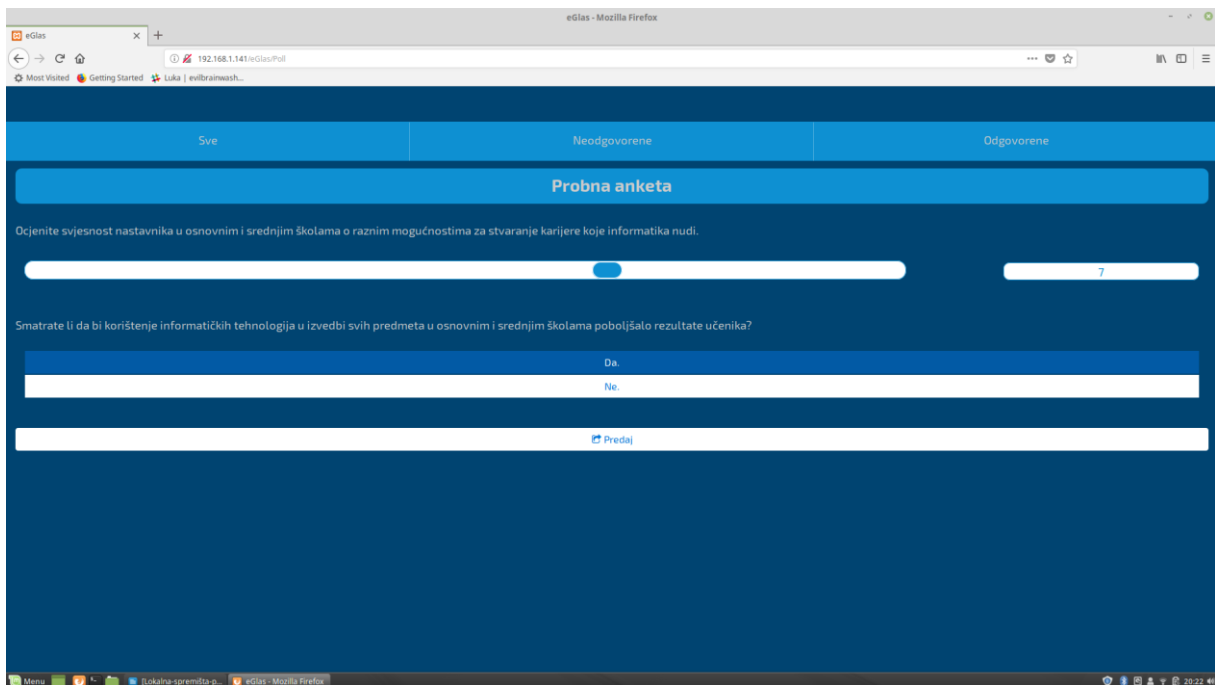 eGlas - Mozilla Firefox
eGlas
192.168.1.141/eGlas/Poll
Most Visited Getting Started Luka | evilbrainwash...
Sve Neodgovorene Odgovorene
Probna anketa
Ocjenite svjesnost nastavnika u osnovnim i srednjim školama o raznim mogućnostima za stvaranje karijere koje informatika nudi.
7
Smatrate li da bi korištenje informatičkih tehnologija u izvedbi svih predmeta u osnovnim i srednjim školama poboljšalo rezultate učenika?
Da.
Ne.
Predaj
Menu [Lokalna-spremišta-p... eGlas - Mozilla Firefox 20:22